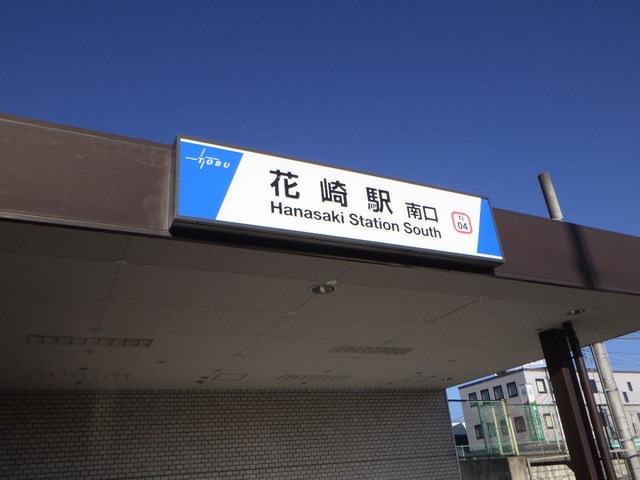 TOBU
花崎駅 南口
Hanasaki Station South
TI
04